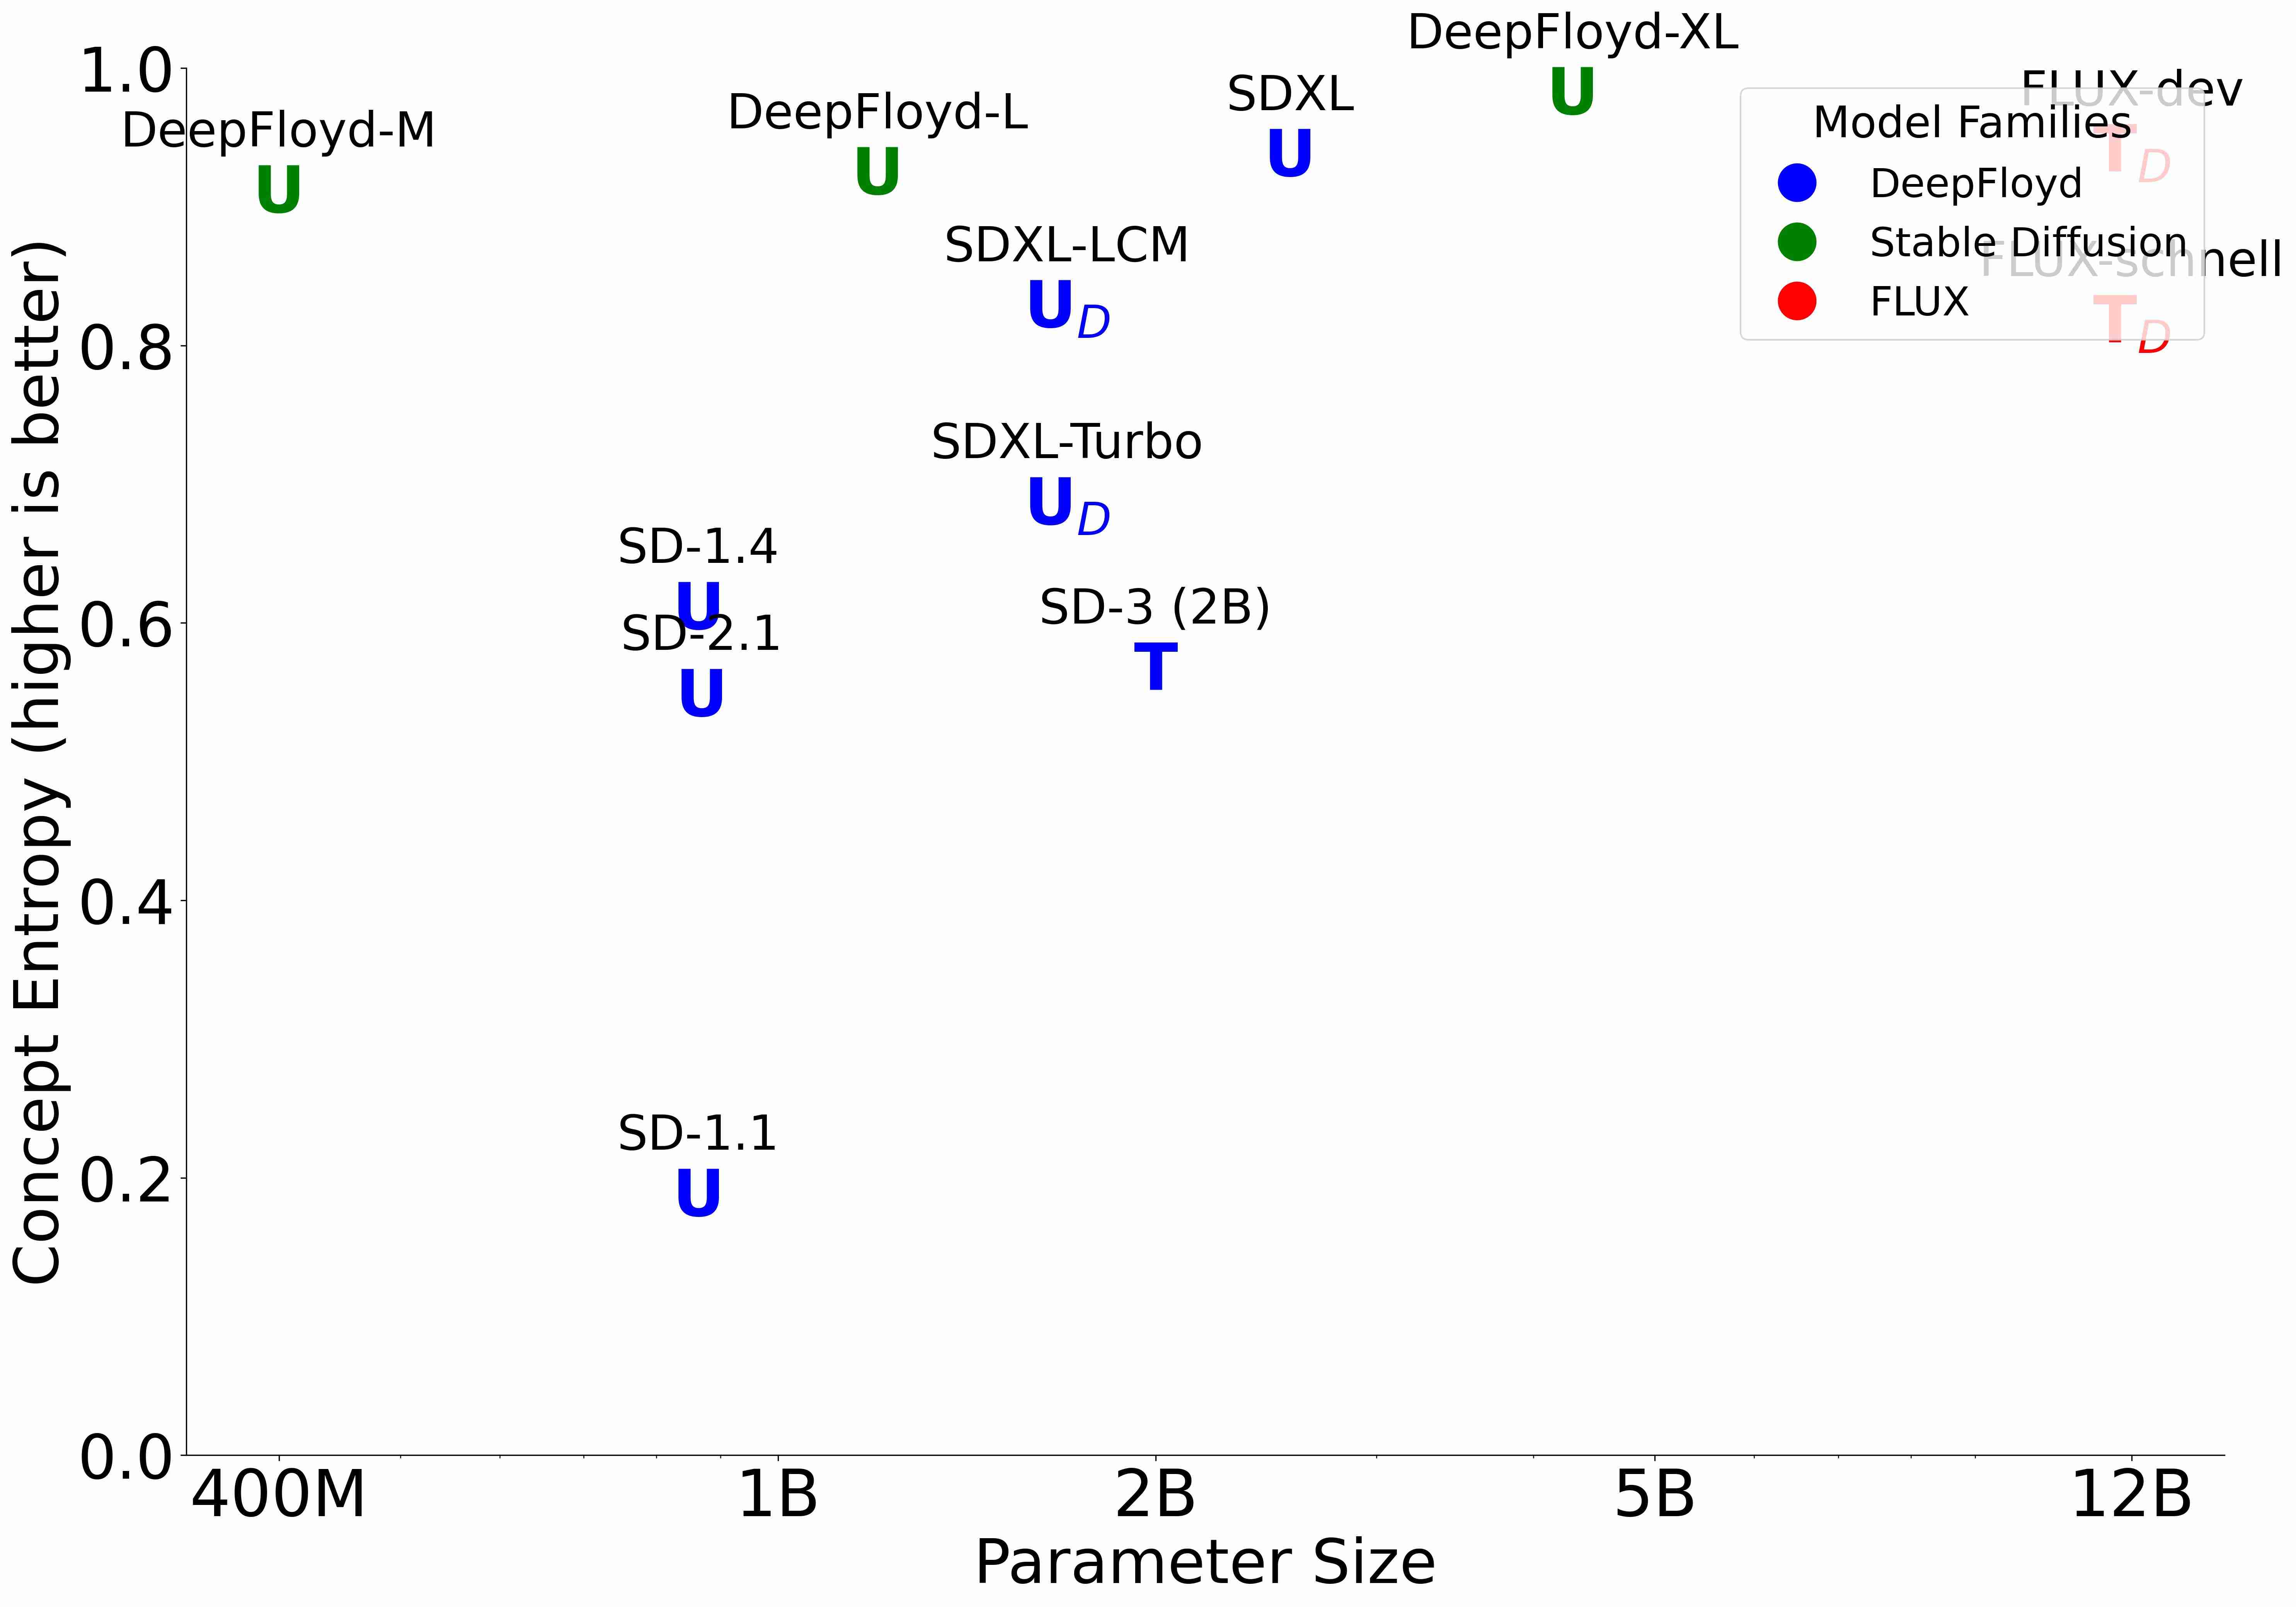 DeepFloyd-XL
1.0
DeepFloyd-M
U
DeepFloyd-L
U
SDXL
U
U
FLUX-dev
T D
Model Families
DeepFloyd
Stable Diffusion
FLUX
FLUX-schnell
T D
SDXL-LCM
U D
0.8
SDXL-Turbo
U D
SD-1.4
U
SD-2.1
U
SD-3 (2B)
T
0.6
0.4
SD-1.1
U
0.2
0.0
Concept Entropy (higher is better)
400M
1B
2B
5B
12B
Parameter Size